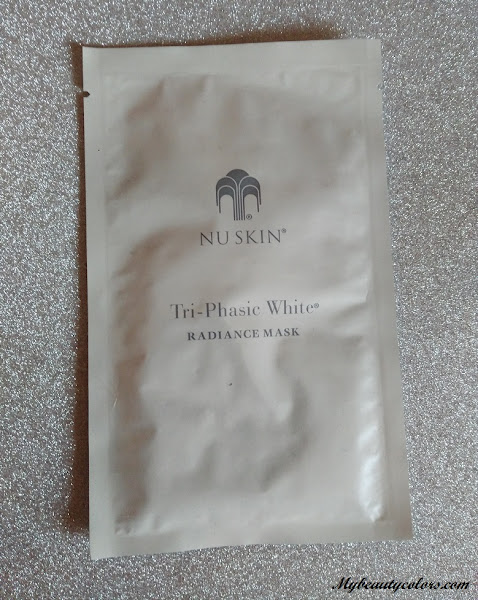 NU SKIN®
Tri-Phasic White®
RADIANCE MASK
Mybeautycolors.com